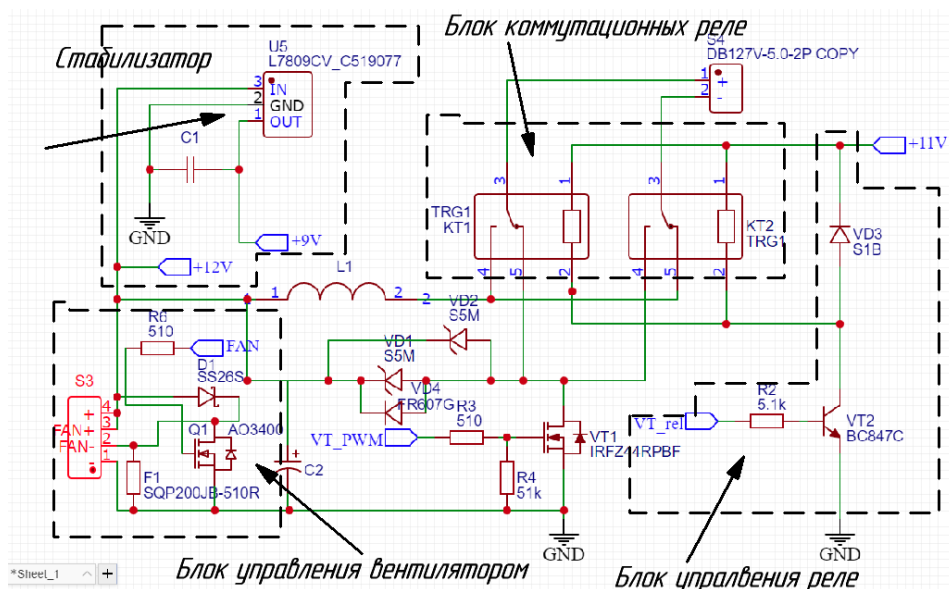 Блок коммутационных реле
Стабилизатор
U5
L7809CV_C519077
3 IN
2 GND
1 OUT
C1
GND
+9V
+12V
S4
DB127V-5.0-2P COPY
1 +
2 -
+11V
3 1 3 1
TRG1
KT1
KT2
TRG1
4 5 2 4 5 2
VD3
S1B
L1
1 2 2
VD2
S5M
VD1
S5M
VD4
FR607G
R6
510
FAN
D1
SS26S
S3
+ 4
FAN+ 3
FAN- 2
- 1
Q1 AO3400
F1
SQP200JB-510R
C2
VT_PWM
R3
510
R4
51k
VT1
IRFZ44RPBF
GND
VT_rel
R2
5.1k
VT2
BC847C
GND
*Sheet_1 +
Блок управления вентилятором
Блок упралвения реле